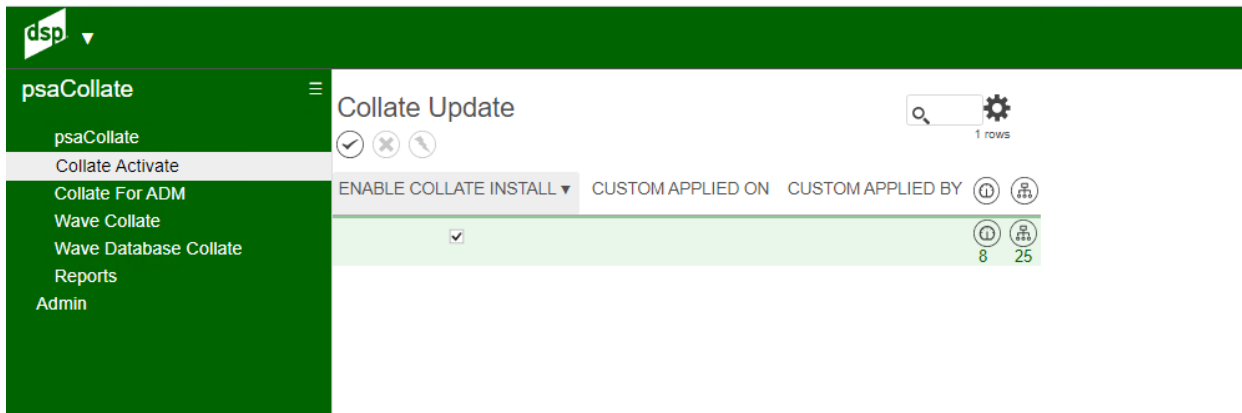 dsp ▼
psaCollate ☰
psaCollate
Collate Activate
Collate For ADM
Wave Collate
Wave Database Collate
Reports
Admin
Collate Update
1 rows
ENABLE COLLATE INSTALL ▼ CUSTOM APPLIED ON CUSTOM APPLIED BY
8 25